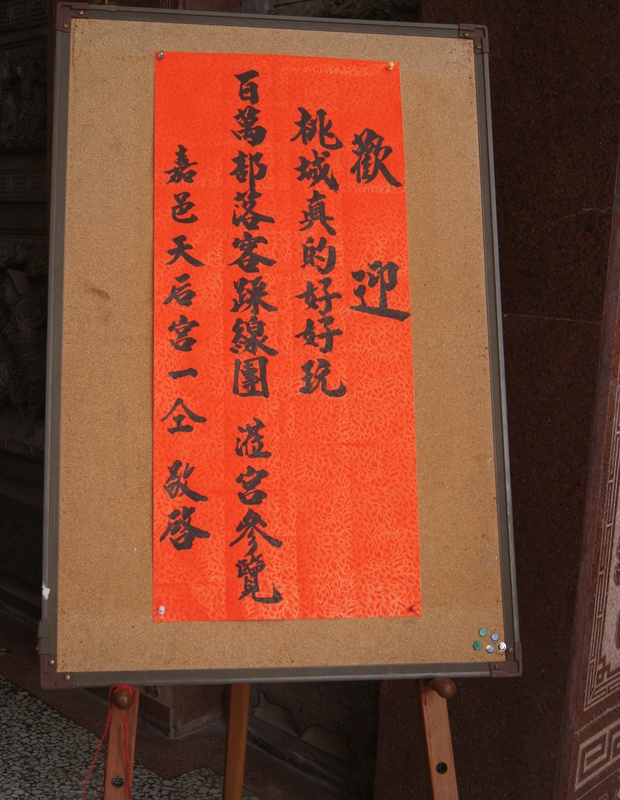 歡迎
桃城真的好好玩
百萬部落客踩線團 蒞宮參覽
嘉邑天后宮一仝 敬啓